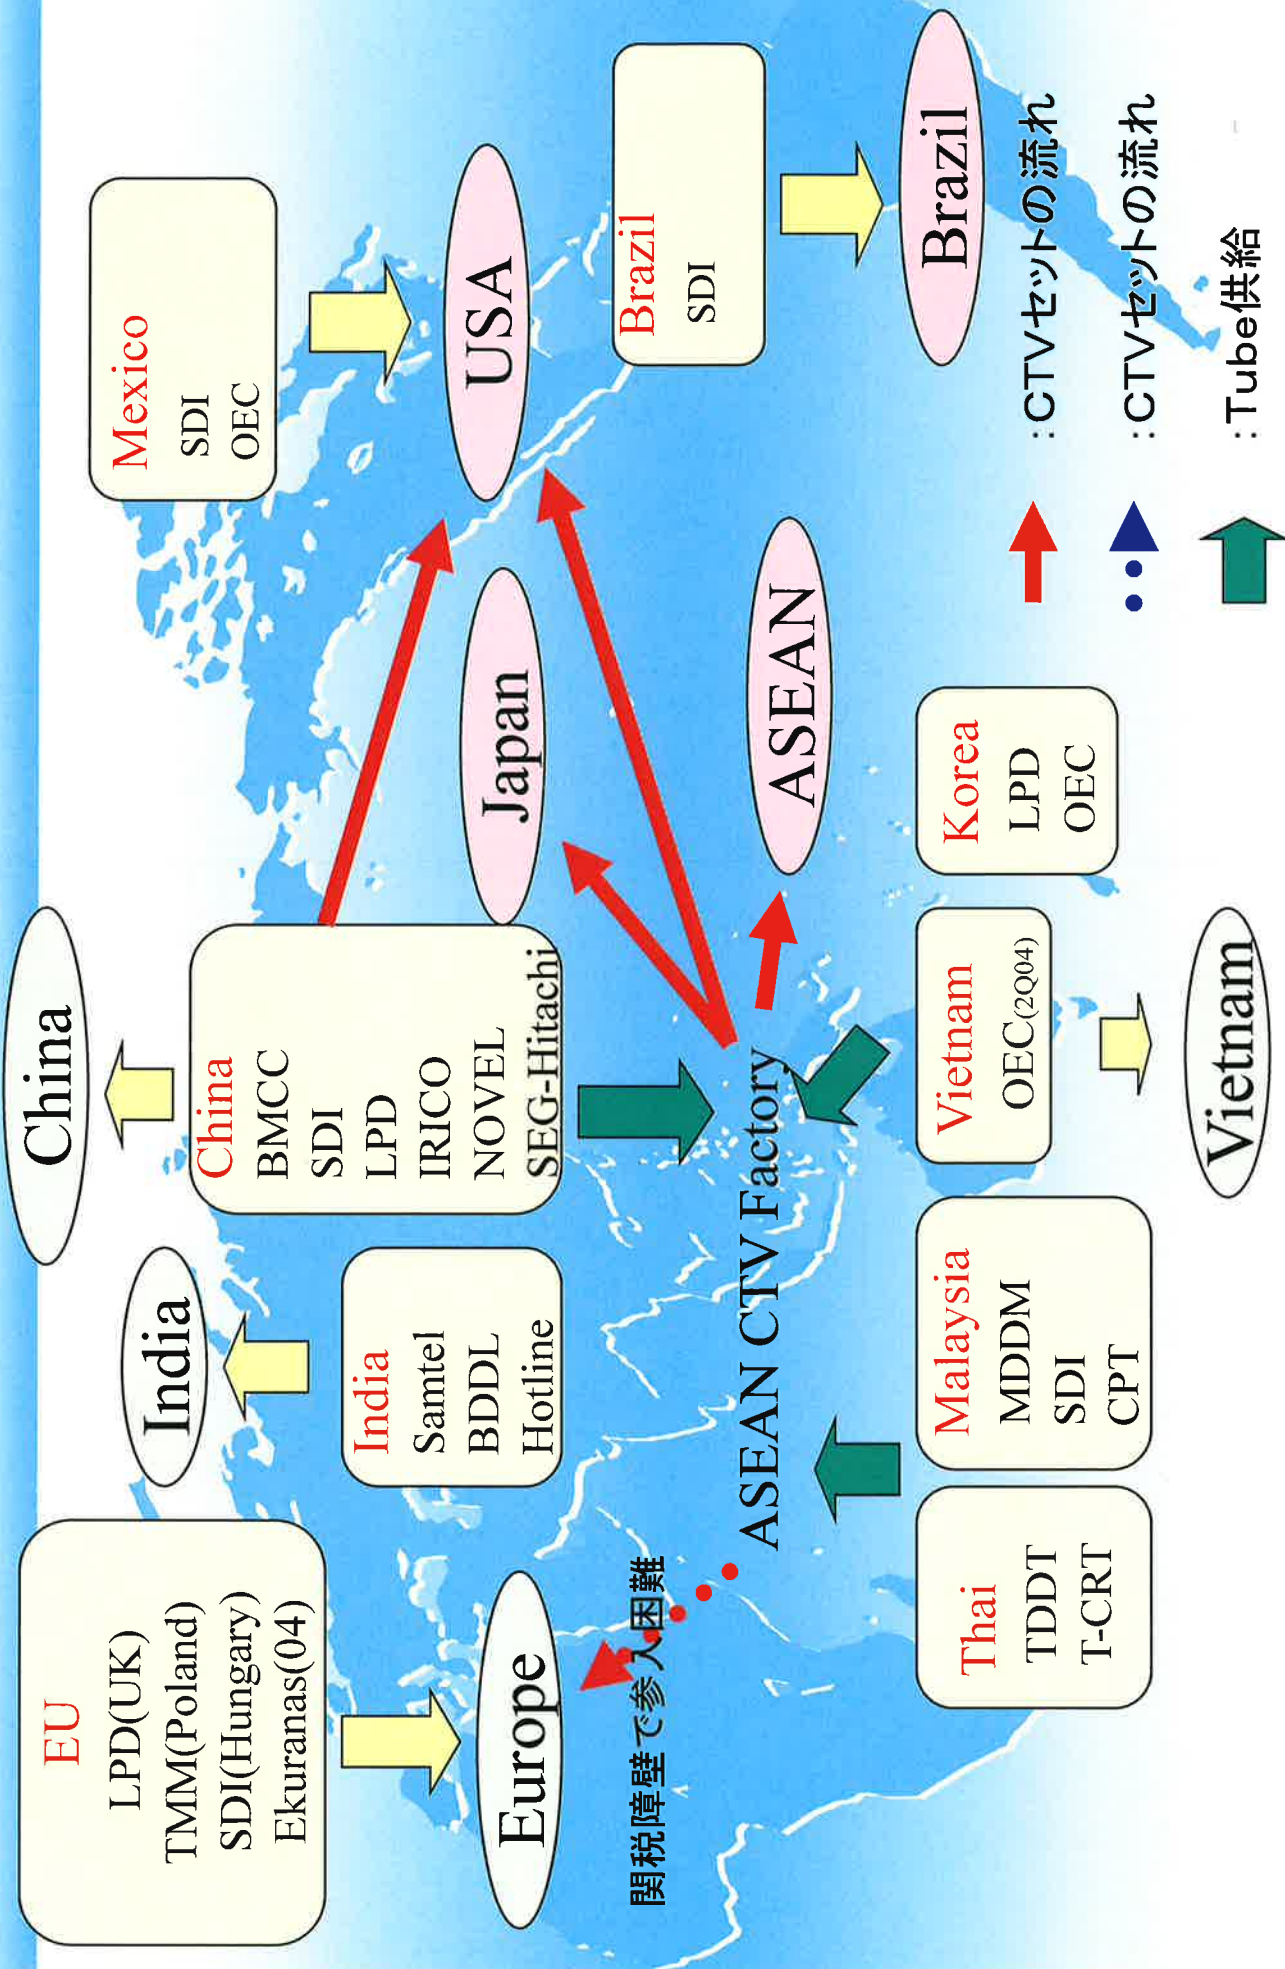 EU
LPD(UK)
TMM(Poland)
SDI(Hungary)
Ekuranas(04)
Europe
関税障壁で参入困難
India
India
Samtel
BDDL
Hotline
China
China
BMCC
SDI
LPD
IRICO
NOVEL
SEG-Hitachi
Japan
Mexico
SDI
OEC
USA
Brazil
SDI
Brazil
ASEAN CTV Factory
ASEAN
Thai
TDDT
T-CRT
Malaysia
MDDM
SDI
CPT
Vietnam
OEC(2Q04)
Vietnam
Korea
LPD
OEC
:CTVセットの流れ
:CTVセットの流れ
:Tube供給